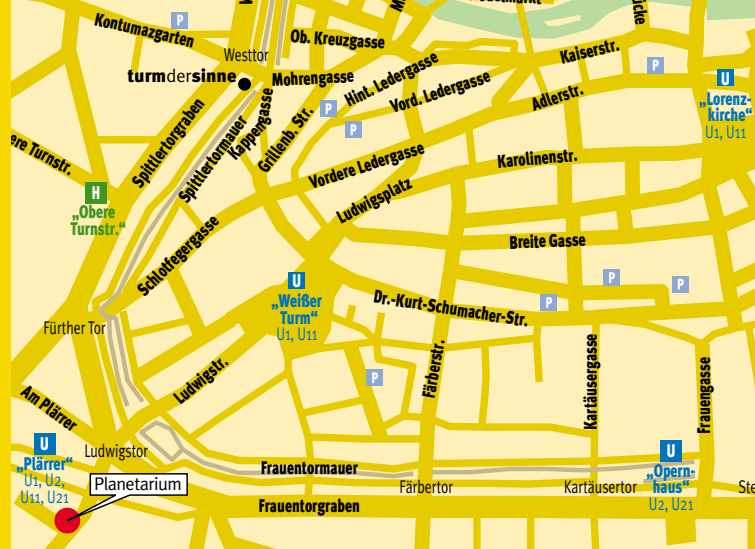 Kontumazgarten
P
Westtor
turmdersinne
Ob. Kreuzgasse
Mohrengasse
Hint. Ledergasse
Vord. Ledergasse
Kaiserstr.
P
Adlerstr.
U
„Lorenz-
kirche“
U1, U11
Spittlertorgraben
Spittlertormauer
Kappengasse
Grillenb. Str.
P
P
ere Turnstr.
H
„Obere
Turnstr.“
Vordere Ledergasse
Ludwigsplatz
Karolinenstr.
Schlotfegergasse
Breite Gasse
U
„Weißer
Turm“
U1, U11
P
P
P
Dr.-Kurt-Schumacher-Str.
Fürther Tor
Ludwigstr.
P
Färberstr.
Kartäusergasse
Frauengasse
Am Plärrer
U
„Plärrer“
U1, U2,
U11, U21
Ludwigstor
Planetarium
Frauentormauer
Frauentorgraben
Färbertor
Kartäusertor
U
„Opern-
haus“
U2, U21
Ste